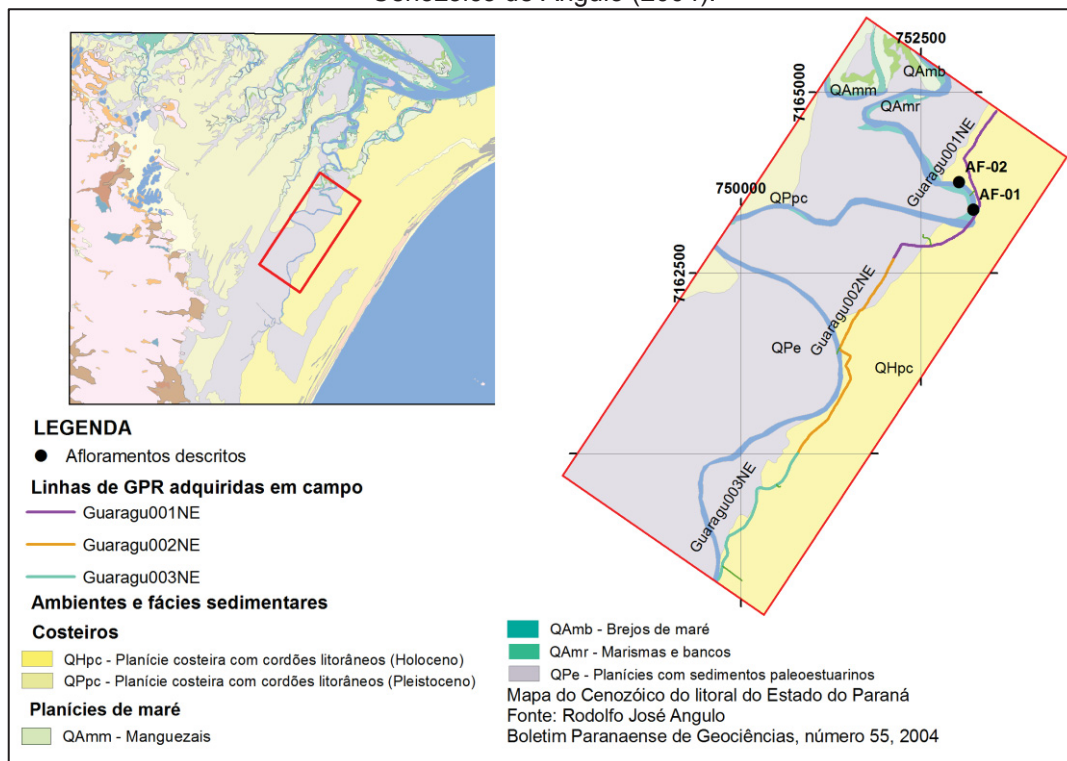 Cenozóico de Angulo (2004).
752500
QAmb
QAmm
QAmr
7165000
Guaragu001NE
AF-02
AF-01
750000
QPpc
7162500
Guaragu002NE
QPe
QHpc
Guaragu003NE
LEGENDA
Afloramentos descritos
Linhas de GPR adquiridas em campo
Guaragu001NE
Guaragu002NE
Guaragu003NE
Ambientes e fácies sedimentares
Costeiros
QHpc - Planície costeira com cordões litorâneos (Holoceno)
QPpc - Planície costeira com cordões litorâneos (Pleistoceno)
Planícies de maré
QAmm - Manguezais
QAmb - Brejos de maré
QAmr - Marismas e bancos
QPe - Planícies com sedimentos paleoestuarinos
Mapa do Cenozóico do litoral do Estado do Paraná
Fonte: Rodolfo José Angulo
Boletim Paranaense de Geociências, número 55, 2004